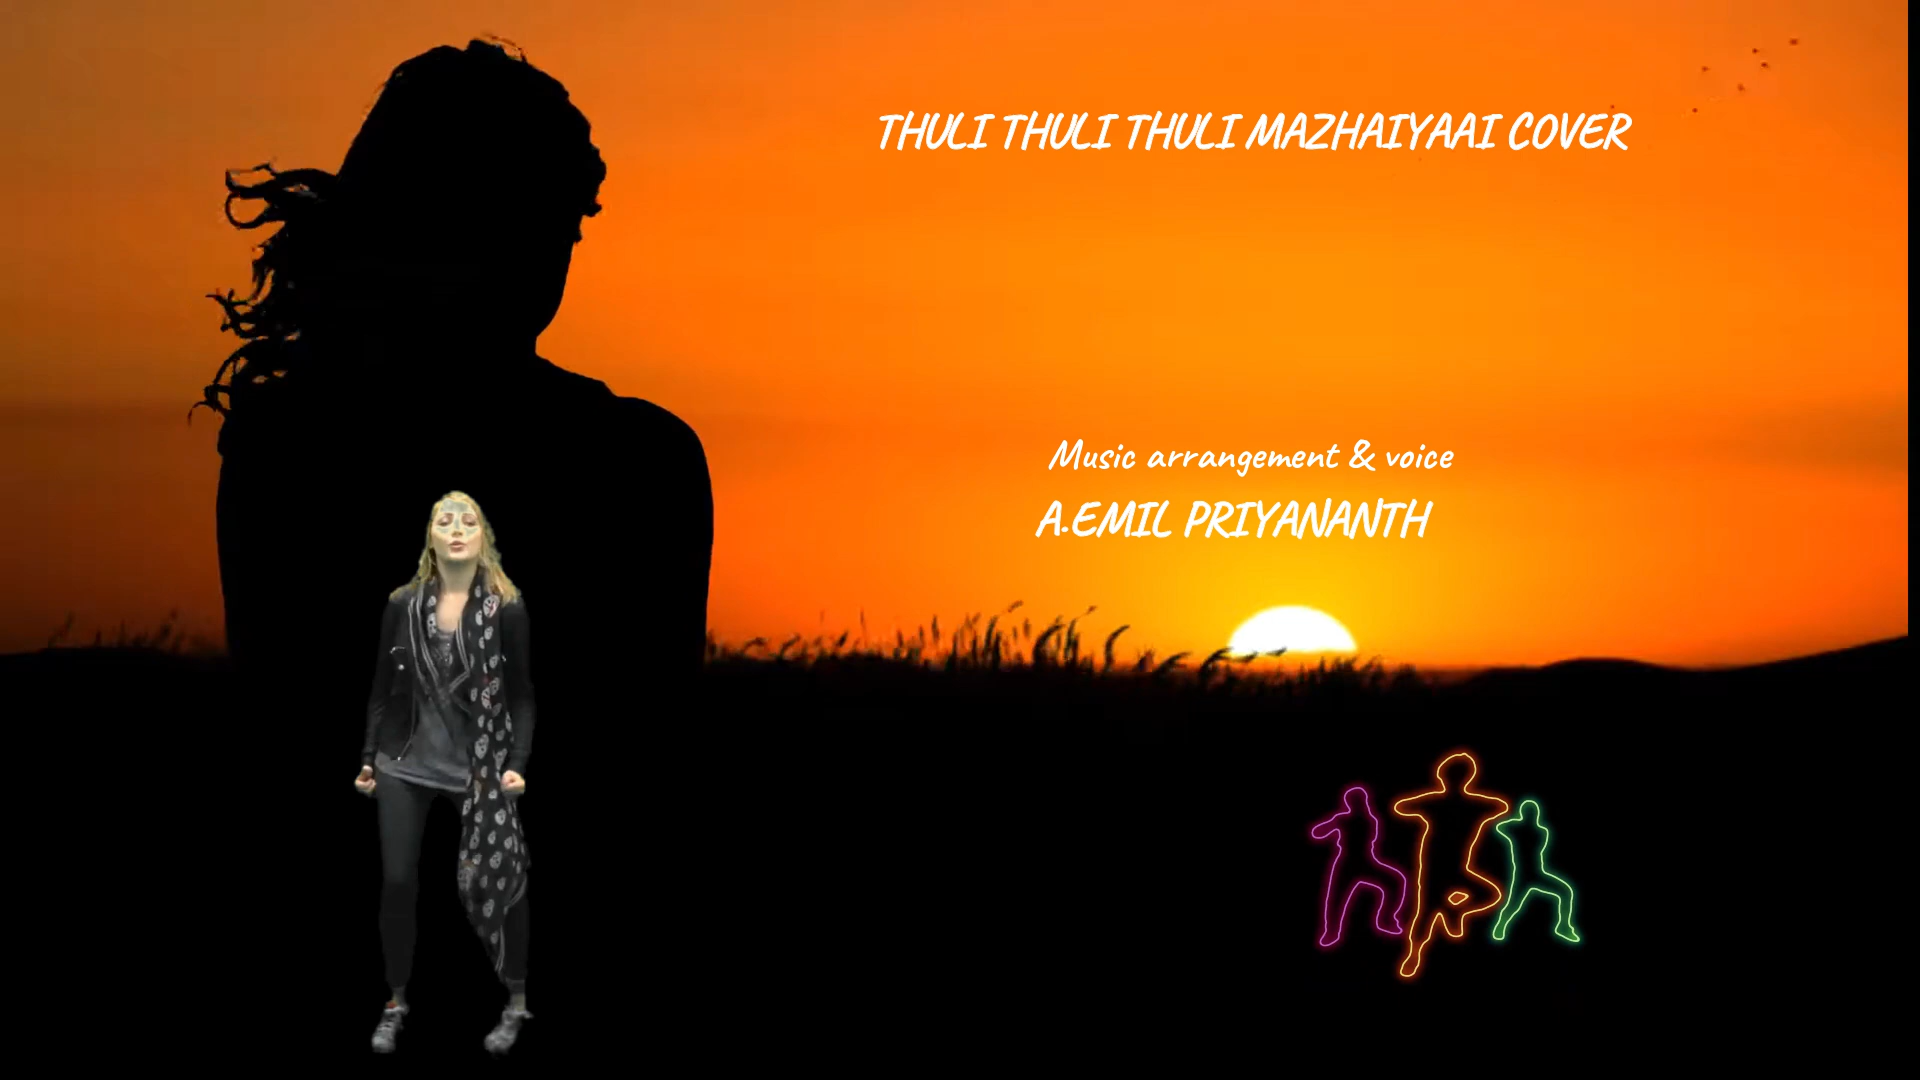 THULI THULI THULI MAZHAIYAAI COVER
Music arrangement & voice
A.EMIL PRIYANANTH